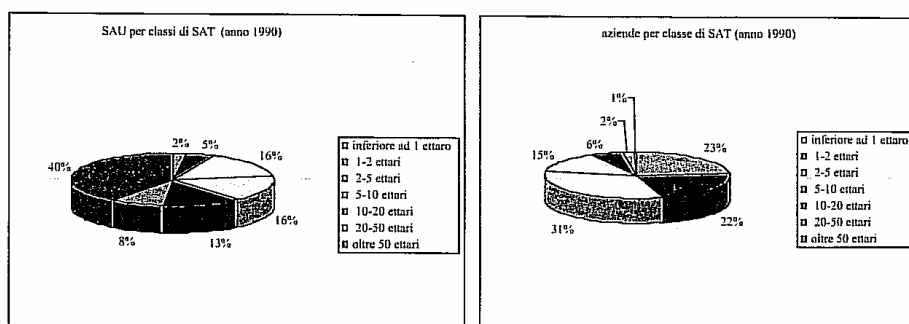 SAU per classi di SAT (anno 1990)
2%
5%
16%
16%
13%
8%
40%
inferiore ad 1 ettaro
1-2 ettari
2-5 ettari
5-10 ettari
10-20 ettari
20-50 ettari
oltre 50 ettari
aziende per classe di SAT (anno 1990)
1%
2%
6%
15%
23%
22%
31%
inferiore ad 1 ettaro
1-2 ettari
2-5 ettari
5-10 ettari
10-20 ettari
20-50 ettari
oltre 50 ettari